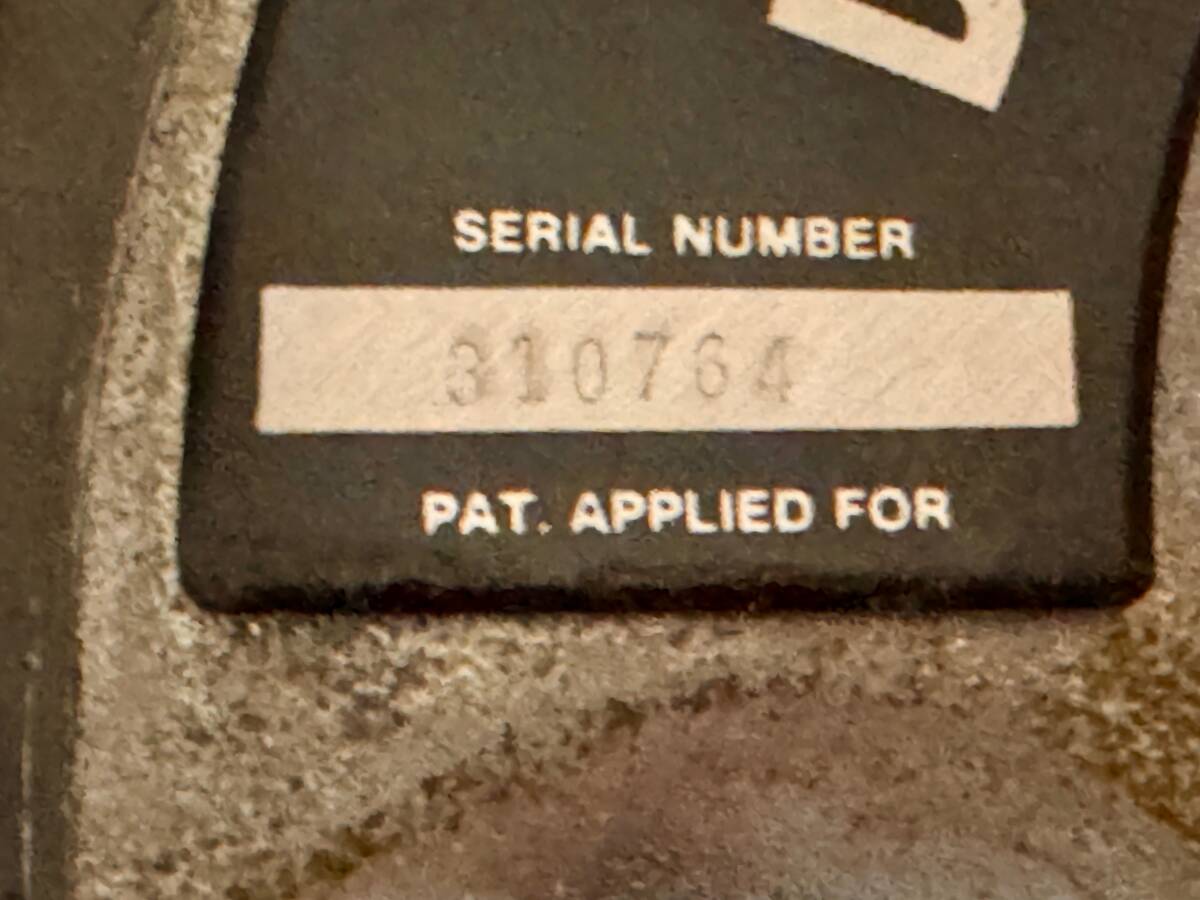 D
SERIAL NUMBER
310764
PAT. APPLIED FOR